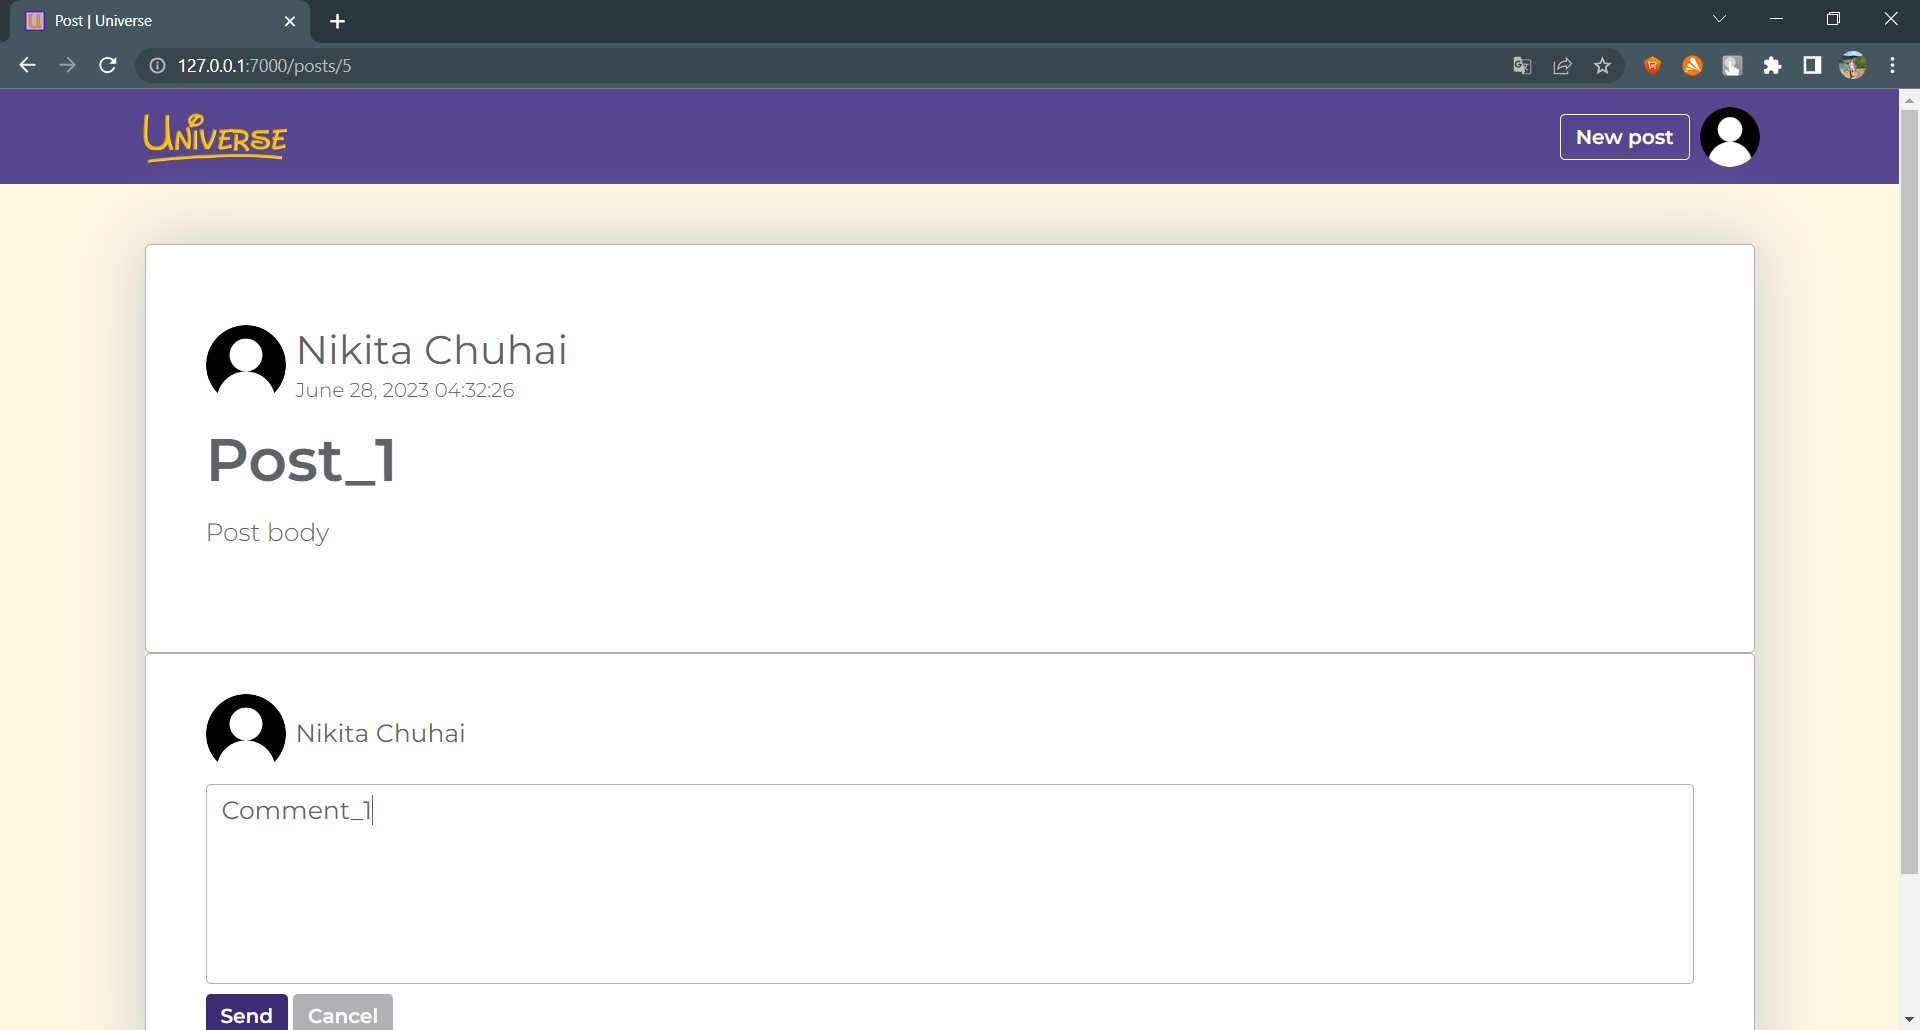 Post | Universe
127.0.0.1:7000/posts/5
UNIVERSE
New post
Nikita Chuhai
June 28, 2023 04:32:26
Post_1
Post body
Nikita Chuhai
Comment_1
Send
Cancel